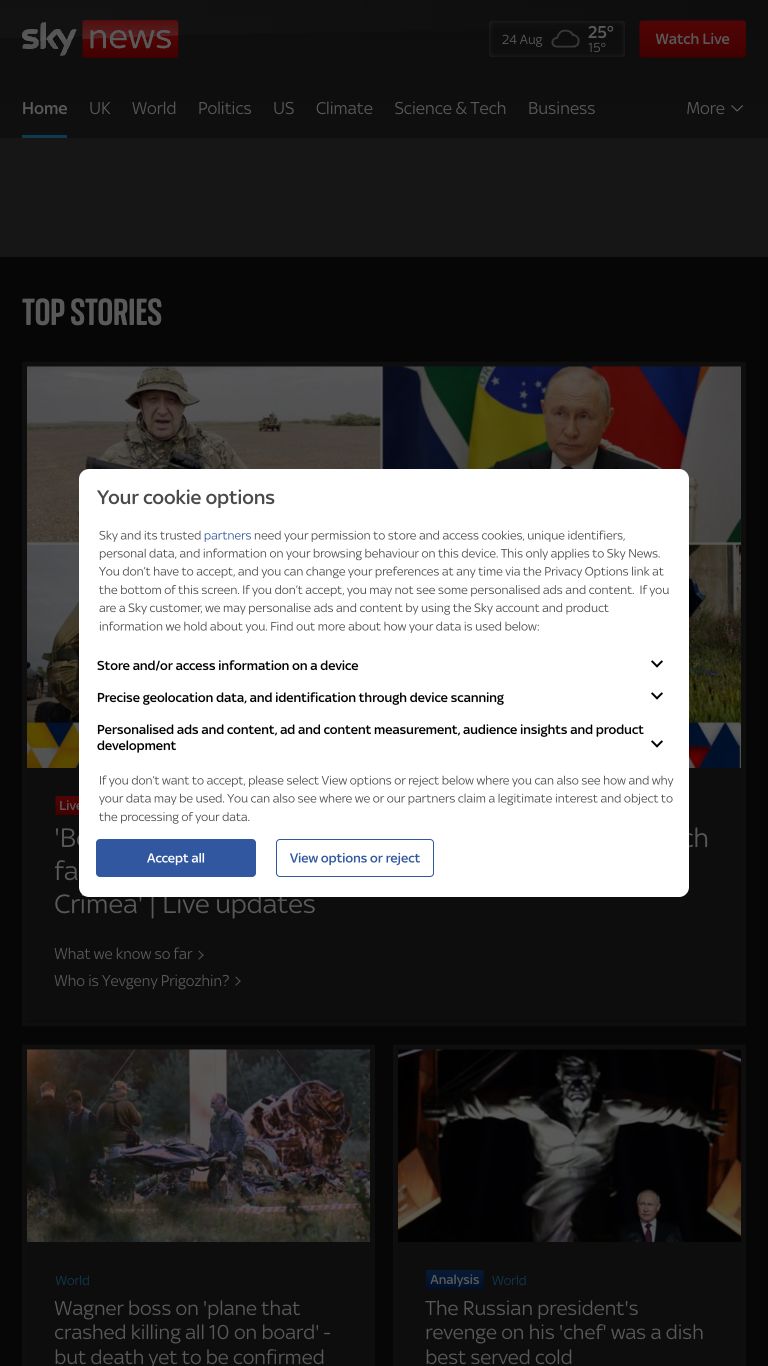 sky news
24 Aug 25° 15°
Watch Live
Home UK World Politics US Climate Science & Tech Business More
TOP STORIES
Your cookie options
Sky and its trusted partners need your permission to store and access cookies, unique identifiers,
personal data, and information on your browsing behaviour on this device. This only applies to Sky News.
You don't have to accept, and you can change your preferences at any time via the Privacy Options link at
the bottom of this screen. If you don't accept, you may not see some personalised ads and content. If you
are a Sky customer, we may personalise ads and content by using the Sky account and product
information we hold about you. Find out more about how your data is used below:
Store and/or access information on a device
Precise geolocation data, and identification through device scanning
Personalised ads and content, ad and content measurement, audience insights and product
development
If you don't want to accept, please select View options or reject below where you can also see how and why
your data may be used. You can also see where we or our partners claim a legitimate interest and object to
the processing of your data.
Accept all
View options or reject
Live
Crimea' | Live updates
What we know so far
Who is Yevgeny Prigozhin?
World
Wagner boss on 'plane that
crashed killing all 10 on board' -
but death yet to be confirmed
Analysis World
The Russian president's
revenge on his 'chef' was a dish
best served cold